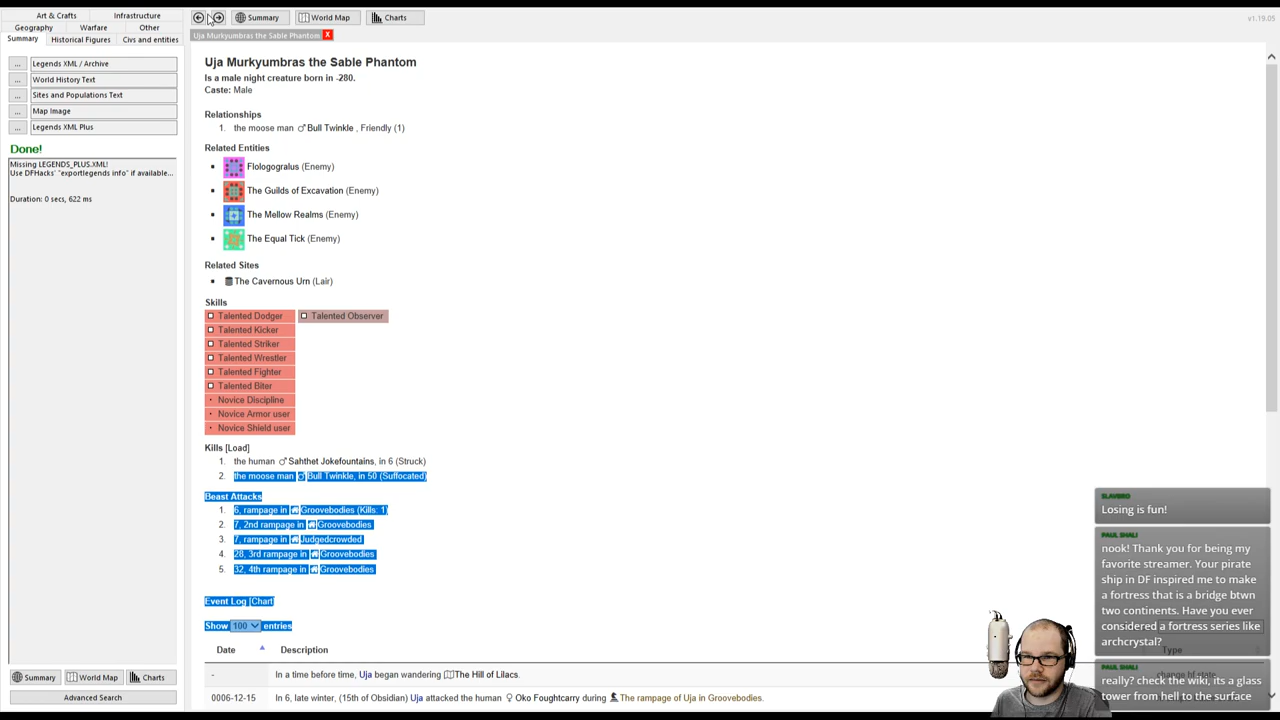 Art & Crafts Infrastructure
Geography Warfare Other
Summary Historical Figures Civs and entities
... Legends XML / Archive
... World History Text
... Sites and Populations Text
... Map Image
... Legends XML Plus
Done!
Missing LEGENDS_PLUS.XML!
Use DFHacks' "exportlegends info" if available...
Duration: 0 secs, 622 ms
Summary World Map Charts
Advanced Search
Summary World Map Charts
v1.19.05
Uja Murkyumbras the Sable Phantom X
Uja Murkyumbras the Sable Phantom
Is a male night creature born in -280.
Caste: Male
Relationships
1. the moose man ♂ Bull Twinkle , Friendly (1)
Related Entities
Flologogralus (Enemy)
The Guilds of Excavation (Enemy)
The Mellow Realms (Enemy)
The Equal Tick (Enemy)
Related Sites
The Cavernous Urn (Lair)
Skills
Talented Dodger Talented Observer
Talented Kicker
Talented Striker
Talented Wrestler
Talented Fighter
Talented Biter
Novice Discipline
Novice Armor user
Novice Shield user
Kills [Load]
1. the human ♂ Sahthet Jokefountains, in 6 (Struck)
2. the moose man ♂ Bull Twinkle, in 50 (Suffocated)
Beast Attacks
1. 6, rampage in Groovebodies (Kills: 1)
2. 7, 2nd rampage in Groovebodies
3. 7, rampage in Judgedcrowded
4. 28, 3rd rampage in Groovebodies
5. 32, 4th rampage in Groovebodies
Event Log [Chart]
Show 100 entries
Date Description Type
- In a time before time, Uja began wandering The Hill of Lilacs. change hf state
0006-12-15 In 6, late winter, (15th of Obsidian) Uja attacked the human ♀ Oko Foughtcarry during The rampage of Uja in Groovebodies.
SLAVBRO
Losing is fun!
PAUL SHALI
nook! Thank you for being my
favorite streamer. Your pirate
ship in DF inspired me to make
a fortress that is a bridge btwn
two continents. Have you ever
considered a fortress series like
archcrystal?
PAUL SHALI
really? check the wiki, its a glass
tower from hell to the surface